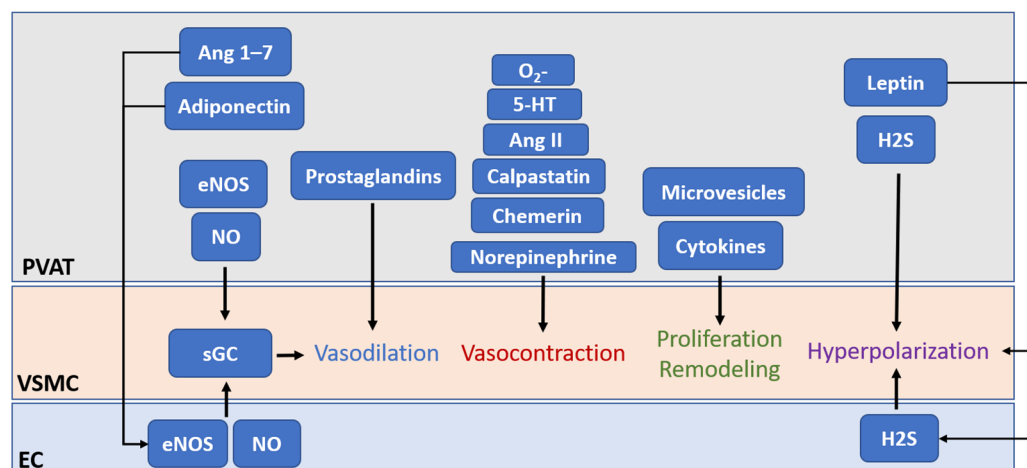 Ang 1–7
Adiponectin
eNOS
NO
Prostaglandins
O₂-
5-HT
Ang II
Calpastatin
Chemerin
Norepinephrine
Microvesicles
Cytokines
Leptin
H2S
PVAT
sGC
Vasodilation
Vasocontraction
Proliferation
Remodeling
Hyperpolarization
VSMC
eNOS
NO
H2S
EC